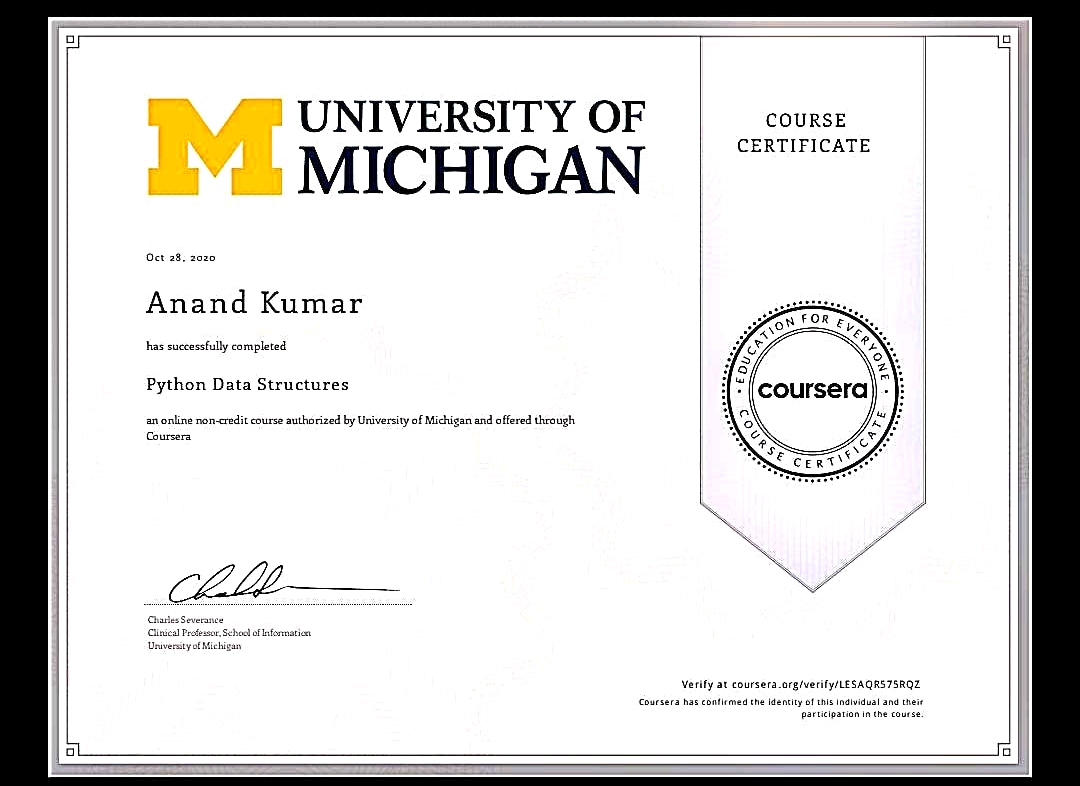 UNIVERSITY OF
MICHIGAN
COURSE
CERTIFICATE
Oct 28, 2020
Anand Kumar
has successfully completed
Python Data Structures
an online non-credit course authorized by University of Michigan and offered through
Coursera
EDUCATION FOR EVERYONE
coursera
COURSE CERTIFICATE
Charles Severance
Clinical Professor, School of Information
University of Michigan
Verify at coursera.org/verify/LESAQR575RQZ
Coursera has confirmed the identity of this individual and their
participation in the course.